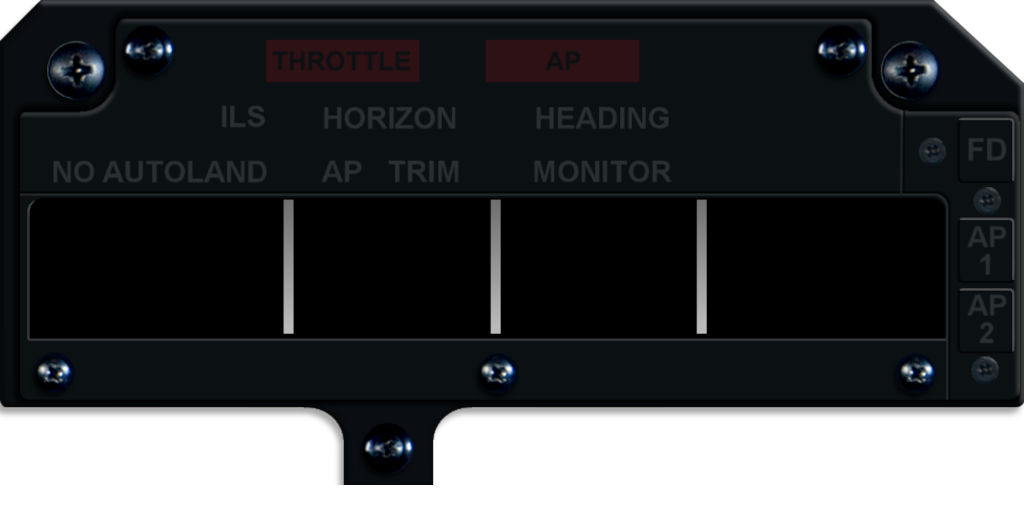 THROTTLE AP
ILS HORIZON HEADING
NO AUTOLAND AP TRIM MONITOR
FD
AP
1
AP
2